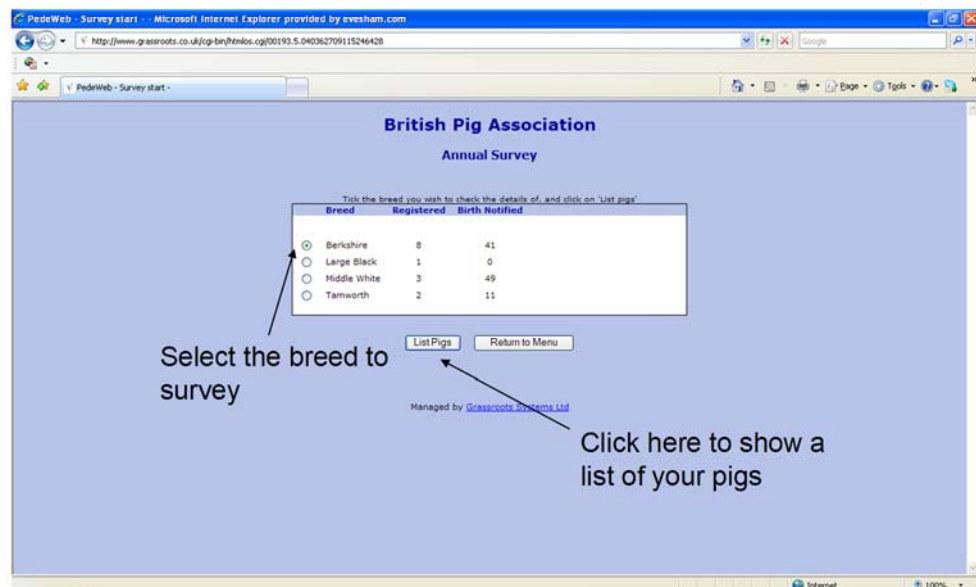 PedeWeb - Survey start - - Microsoft Internet Explorer provided by evesham.com
http://www.grassroots.co.uk/cgi-bin/htmlos.cgi/00193.5.040362709115246428
Google
PedeWeb - Survey start -
Page
Tools
British Pig Association
Annual Survey
Tick the breed you wish to check the details of, and click on 'List pigs'
Breed Registered Birth Notified
Berkshire 8 41
Large Black 1 0
Middle White 3 49
Tamworth 2 11
List Pigs Return to Menu
Select the breed to
survey
Managed by Grassroots Systems Ltd
Click here to show a
list of your pigs
Internet 100%